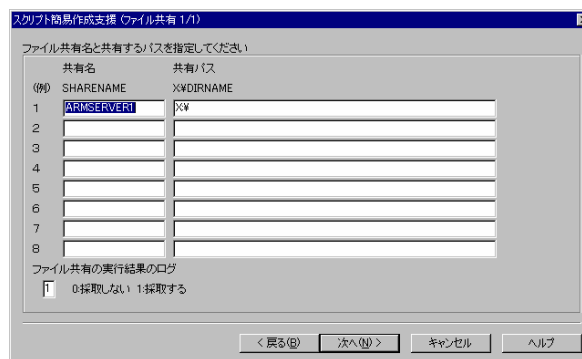 スクリプト簡易作成支援 (ファイル共有 1/1)
ファイル共有名と共有するパスを指定してください
共有名 共有パス
(例) SHARENAME X:¥DIRNAME
1 ARMSERVER1 X:¥
2
3
4
5
6
7
8
ファイル共有の実行結果のログ
1 0:採取しない 1:採取する
< 戻る(B) 次へ(N) > キャンセル ヘルプ